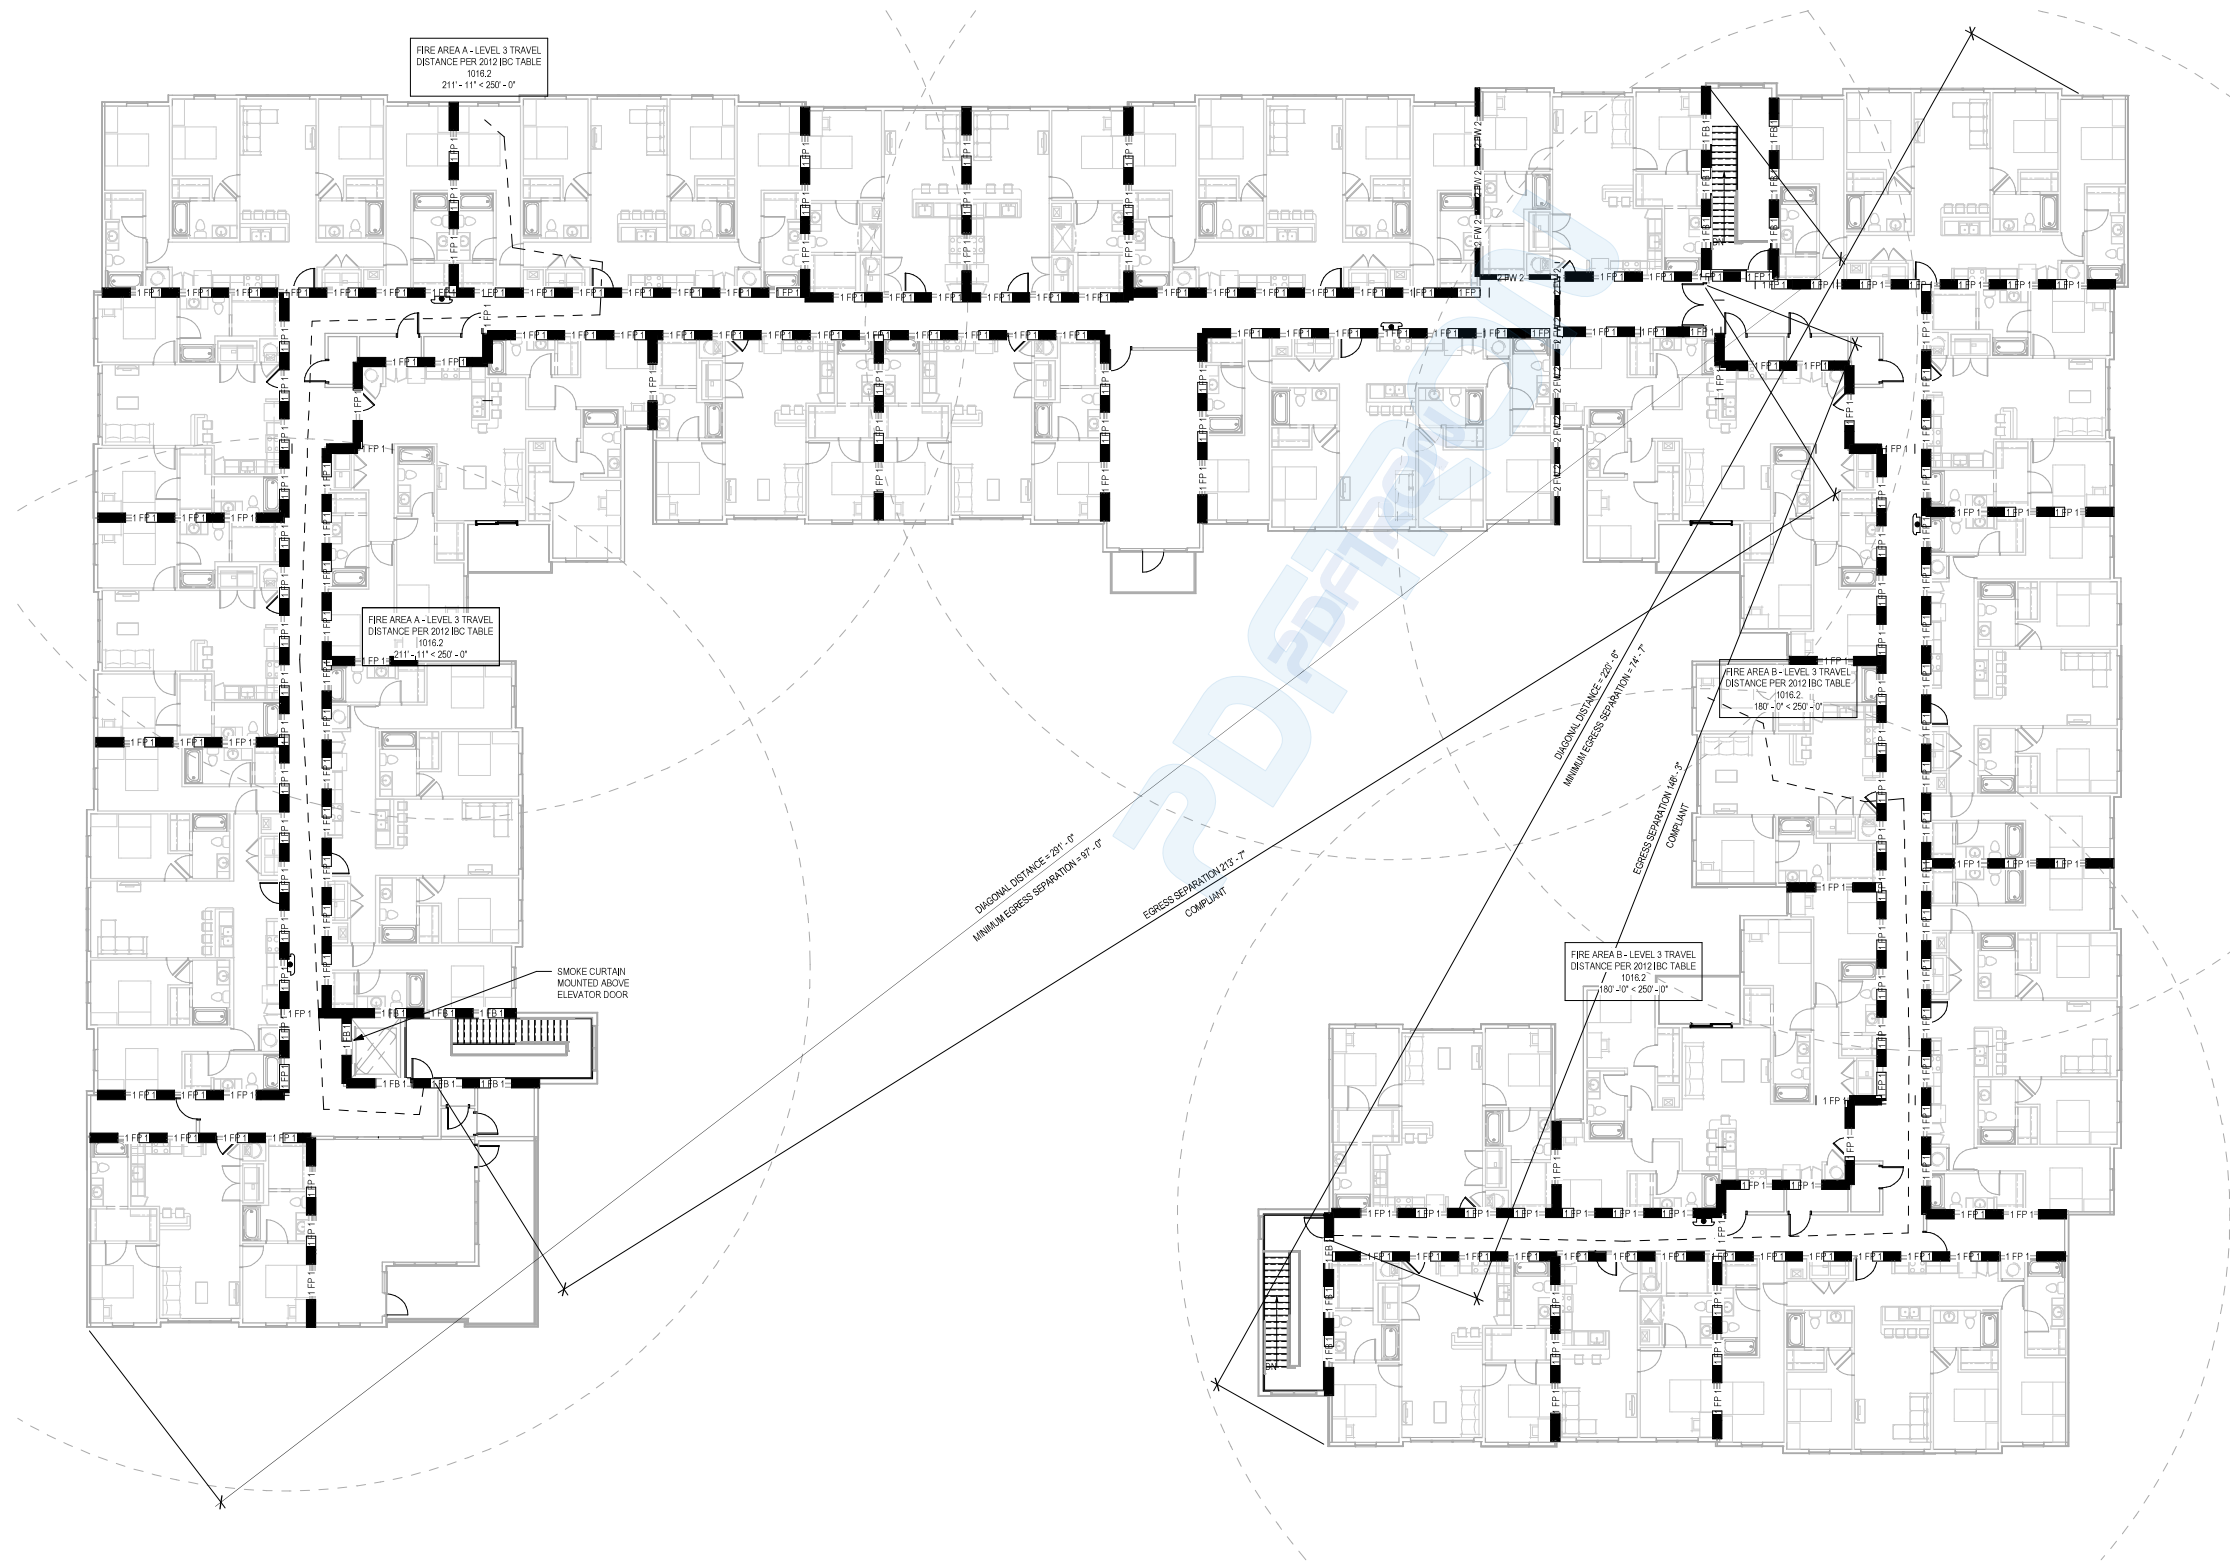 FIRE AREA A - LEVEL 3 TRAVEL
DISTANCE PER 2012 IBC TABLE
1016.2
211' - 11" < 250' - 0"
FIRE AREA A - LEVEL 3 TRAVEL
DISTANCE PER 2012 IBC TABLE
1016.2
211' - 11" < 250' - 0"
SMOKE CURTAIN
MOUNTED ABOVE
ELEVATOR DOOR
DIAGONAL DISTANCE = 291' - 0"
MINIMUM EGRESS SEPARATION = 97' - 0"
EGRESS SEPARATION 213' - 7"
COMPLIANT
DIAGONAL DISTANCE = 220' - 6"
MINIMUM EGRESS SEPARATION = 74' - 7"
EGRESS SEPARATION 146' - 3"
COMPLIANT
FIRE AREA B - LEVEL 3 TRAVEL
DISTANCE PER 2012 IBC TABLE
1016.2
180' - 0" < 250' - 0"
FIRE AREA B - LEVEL 3 TRAVEL
DISTANCE PER 2012 IBC TABLE
1016.2
180' - 0" < 250' - 0"
1 FP 1
1 FB 1
2 FW 2
DN
DN
PDFTRON
PDFTRON